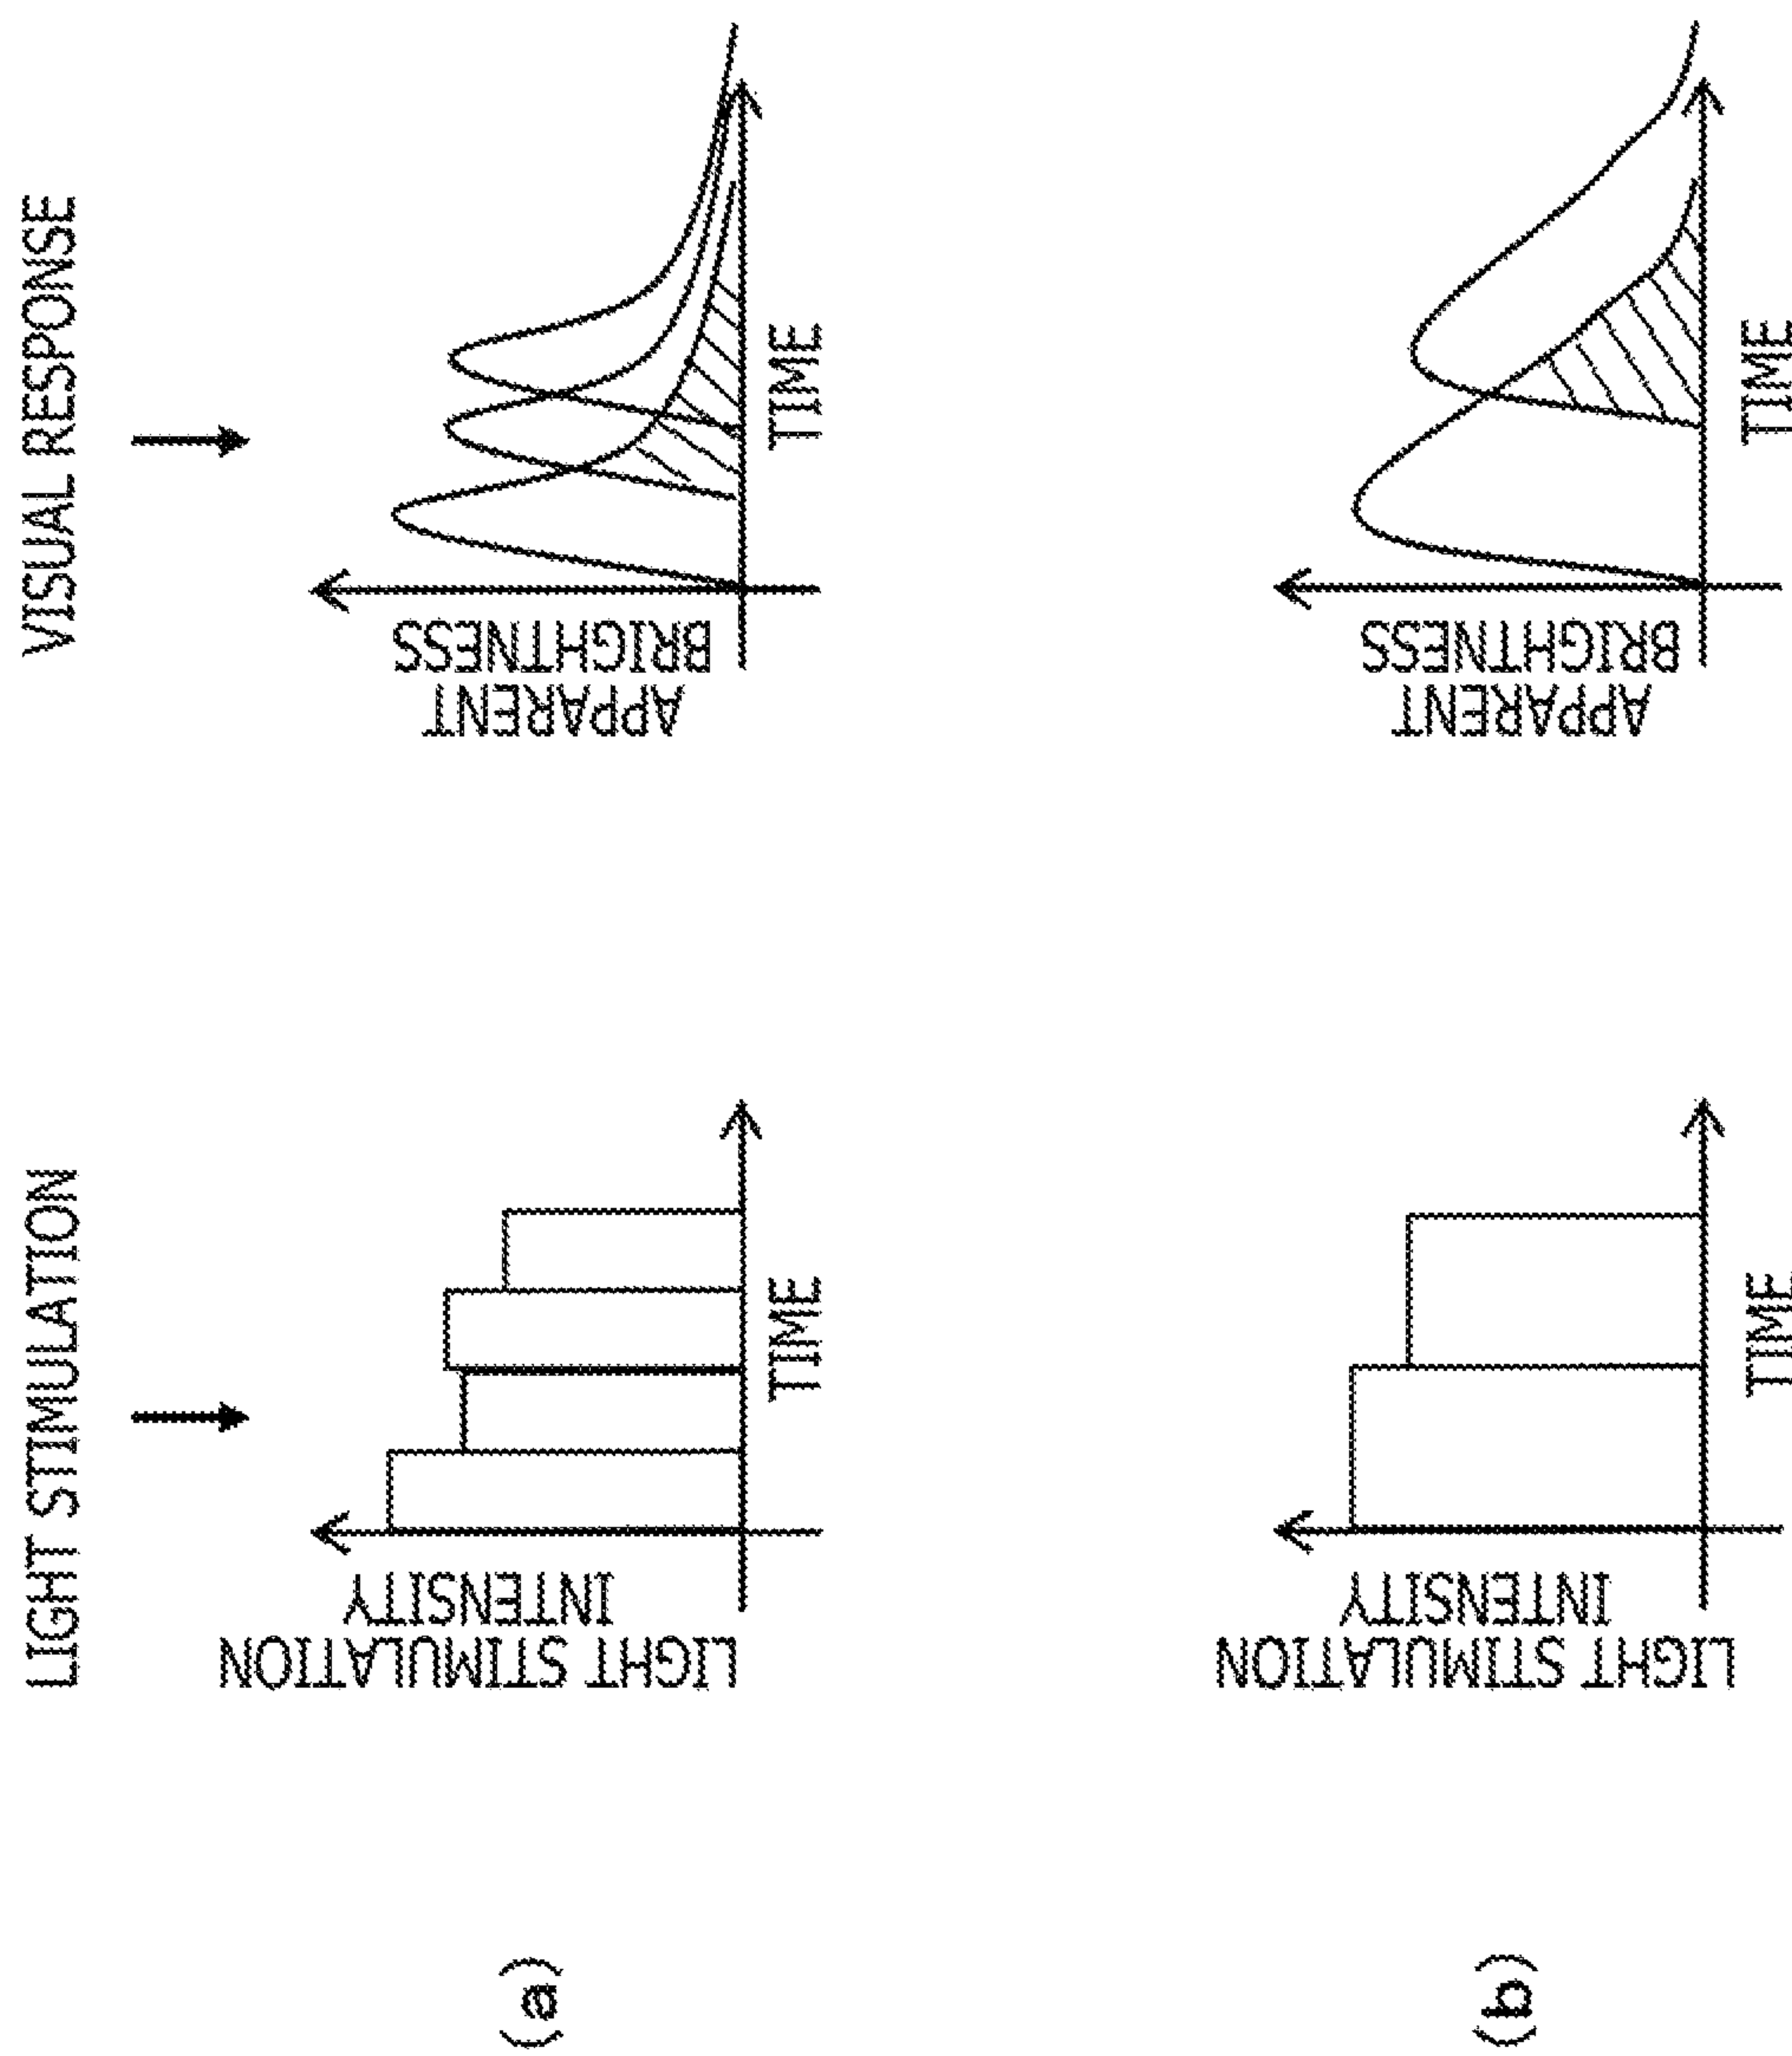 LIGHT STIMULATION
VISUAL RESPONSE
(a)
LIGHT STIMULATION
INTENSITY
TIME
APPARENT
BRIGHTNESS
TIME
(b)
LIGHT STIMULATION
INTENSITY
TIME
APPARENT
BRIGHTNESS
TIME